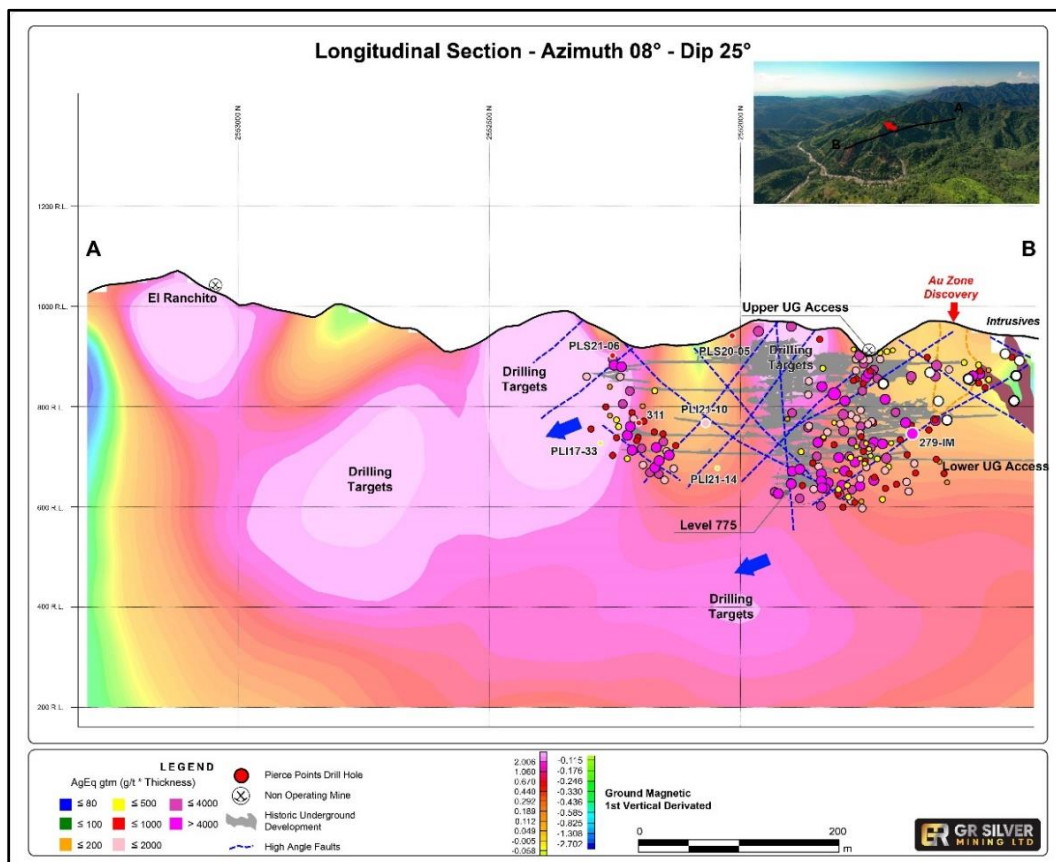 Longitudinal Section - Azimuth 08° - Dip 25°
A
B
2553000 N
2552500 N
2552000 N
1200 R.L.
1000 R.L.
800 R.L.
600 R.L.
400 R.L.
200 R.L.
A
B
El Ranchito
Upper UG Access
Au Zone
Discovery
Intrusives
PLS21-06
PLS20-05
Drilling
Targets
Drilling
Targets
311
PLI21-10
279-IM
PLI17-33
PLI21-14
Lower UG Access
Drilling
Targets
Level 775
Drilling
Targets
LEGEND
AgEq gtm (g/t * Thickness)
≤ 80
≤ 500
≤ 4000
≤ 100
≤ 1000
> 4000
≤ 200
≤ 2000
Pierce Points Drill Hole
Non Operating Mine
Historic Underground
Development
High Angle Faults
2.006
1.060
0.670
0.440
0.292
0.189
0.112
0.049
-0.005
-0.068
-0.115
-0.176
-0.246
-0.330
-0.436
-0.585
-0.825
-1.308
-2.702
Ground Magnetic
1st Vertical Derivated
0
200
m
GR SILVER
MINING LTD